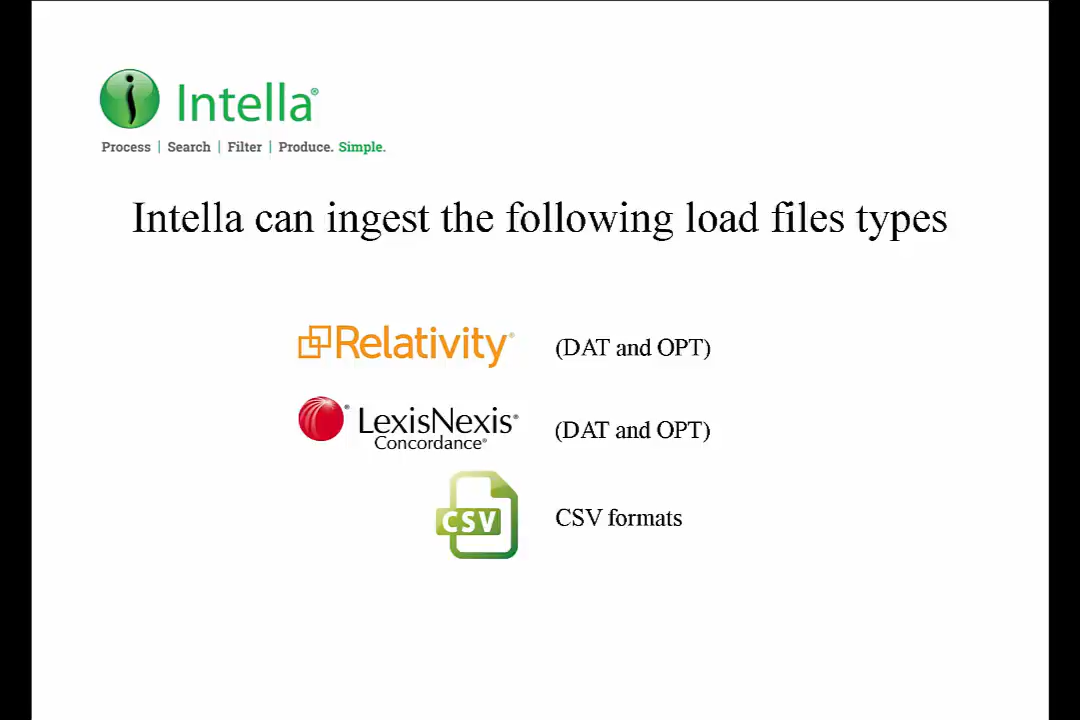 Intella®
Process | Search | Filter | Produce. Simple.
Intella can ingest the following load files types
Relativity® (DAT and OPT)
LexisNexis® (DAT and OPT)
Concordance®
CSV CSV formats